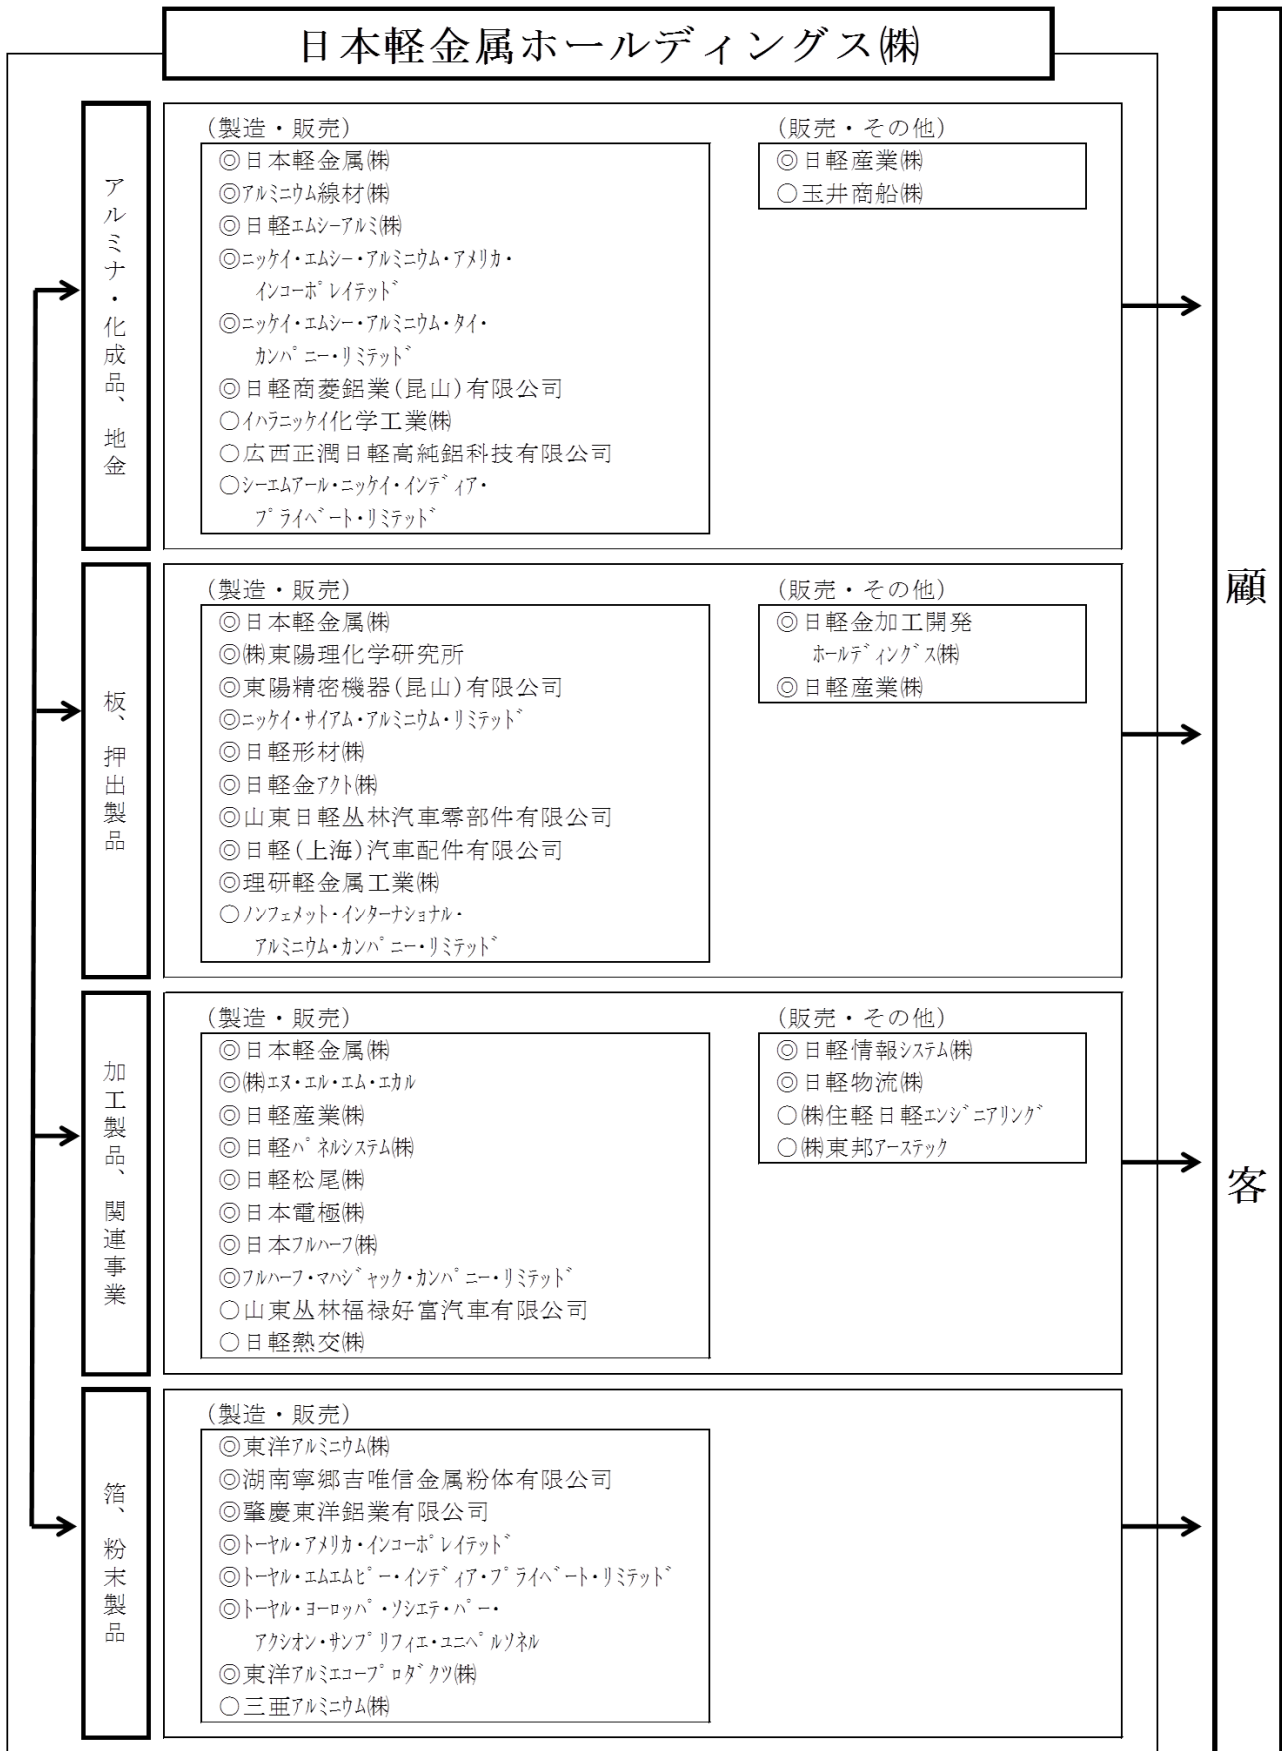 日本軽金属ホールディングス㈱
アルミナ・化成品、地金
(製造・販売)
◎日本軽金属㈱
◎ｱﾙﾐﾆｳﾑ線材㈱
◎日軽ｴﾑｼｰｱﾙﾐ㈱
◎ﾆｯｹｲ・ｴﾑｼｰ・ｱﾙﾐﾆｳﾑ・ｱﾒﾘｶ・
ｲﾝｺｰﾎﾟﾚｲﾃｯﾄﾞ
◎ﾆｯｹｲ・ｴﾑｼｰ・ｱﾙﾐﾆｳﾑ・ﾀｲ・
ｶﾝﾊﾟﾆｰ・ﾘﾐﾃｯﾄﾞ
◎日軽商菱鋁業(昆山)有限公司
○ｲﾊﾗﾆｯｹｲ化学工業㈱
○広西正潤日軽高純鋁科技有限公司
○ｼｰｴﾑｱｰﾙ・ﾆｯｹｲ・ｲﾝﾃﾞｨｱ・
ﾌﾟﾗｲﾍﾞｰﾄ・ﾘﾐﾃｯﾄﾞ
(販売・その他)
◎日軽産業㈱
○玉井商船㈱
板、押出製品
(製造・販売)
◎日本軽金属㈱
◎㈱東陽理化学研究所
◎東陽精密機器(昆山)有限公司
◎ﾆｯｹｲ・ｻｲｱﾑ・ｱﾙﾐﾆｳﾑ・ﾘﾐﾃｯﾄﾞ
◎日軽形材㈱
◎日軽金ｱｸﾄ㈱
◎山東日軽丛林汽車零部件有限公司
◎日軽(上海)汽車配件有限公司
◎理研軽金属工業㈱
○ﾉﾝﾌｪﾒｯﾄ・ｲﾝﾀｰﾅｼｮﾅﾙ・
ｱﾙﾐﾆｳﾑ・ｶﾝﾊﾟﾆｰ・ﾘﾐﾃｯﾄﾞ
(販売・その他)
◎日軽金加工開発
ﾎｰﾙﾃﾞｨﾝｸﾞｽ㈱
◎日軽産業㈱
加工製品、関連事業
(製造・販売)
◎日本軽金属㈱
◎㈱ｴﾇ・ｴﾙ・ｴﾑ・ｴｶﾙ
◎日軽産業㈱
◎日軽ﾊﾟﾈﾙｼｽﾃﾑ㈱
◎日軽松尾㈱
◎日本電極㈱
◎日本ﾌﾙﾊｰﾌ㈱
◎ﾌﾙﾊｰﾌ・ﾏﾊｼﾞｬｯｸ・ｶﾝﾊﾟﾆｰ・ﾘﾐﾃｯﾄﾞ
○山東丛林福禄好富汽車有限公司
○日軽熱交㈱
(販売・その他)
◎日軽情報ｼｽﾃﾑ㈱
◎日軽物流㈱
○㈱住軽日軽ｴﾝｼﾞﾆｱﾘﾝｸﾞ
○㈱東邦ｱｰｽﾃｯｸ
箔、粉末製品
(製造・販売)
◎東洋ｱﾙﾐﾆｳﾑ㈱
◎湖南寧郷吉唯信金属粉体有限公司
◎肇慶東洋鋁業有限公司
◎ﾄｰﾔﾙ・ｱﾒﾘｶ・ｲﾝｺｰﾎﾟﾚｲﾃｯﾄﾞ
◎ﾄｰﾔﾙ・ｴﾑｴﾑﾋﾟｰ・ｲﾝﾃﾞｨｱ・ﾌﾟﾗｲﾍﾞｰﾄ・ﾘﾐﾃｯﾄﾞ
◎ﾄｰﾔﾙ・ﾖｰﾛｯﾊﾟ・ｿｼｴﾃ・ﾊﾟｰ・
ｱｸｼｵﾝ・ｻﾝﾌﾟﾘﾌｨｴ・ﾕﾆﾍﾞﾙｿﾈﾙ
◎東洋ｱﾙﾐｴｺｰﾌﾟﾛﾀﾞｸﾂ㈱
○三亜ｱﾙﾐﾆｳﾑ㈱
顧客